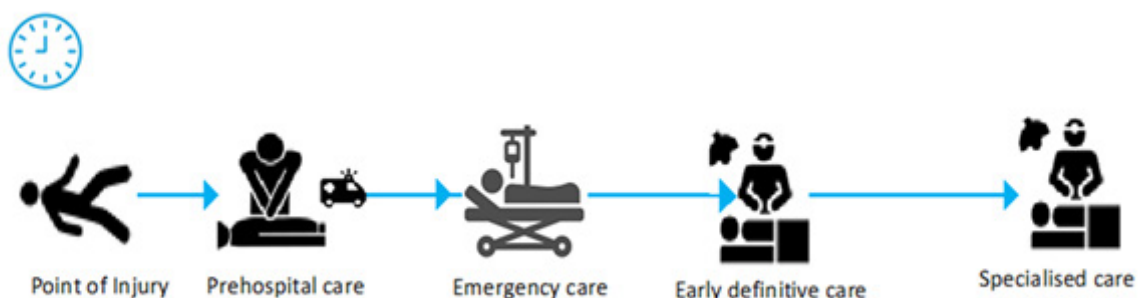 Point of Injury
Prehospital care
Emergency care
Early definitive care
Specialised care